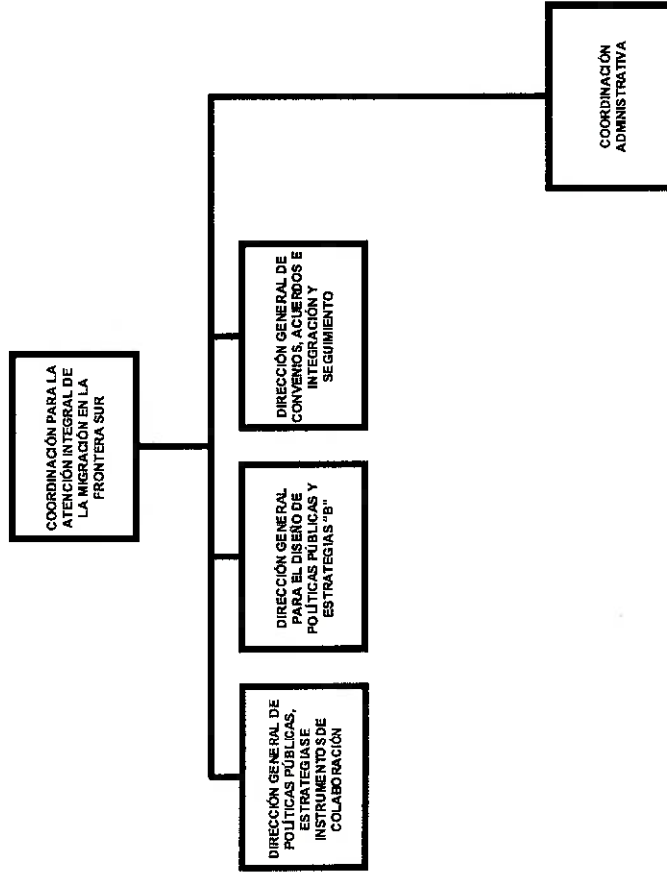 COORDINACIÓN PARA LA
ATENCIÓN INTEGRAL DE
LA MIGRACIÓN EN LA
FRONTERA SUR
DIRECCIÓN GENERAL DE
POLÍTICAS PÚBLICAS,
ESTRATEGIAS E
INSTRUMENTOS DE
COLABORACIÓN
DIRECCIÓN GENERAL
PARA EL DISEÑO DE
POLÍTICAS PÚBLICAS Y
ESTRATEGIAS "B"
DIRECCIÓN GENERAL DE
CONVENIOS, ACUERDOS E
INTEGRACIÓN Y
SEGUIMIENTO
COORDINACIÓN
ADMINISTRATIVA